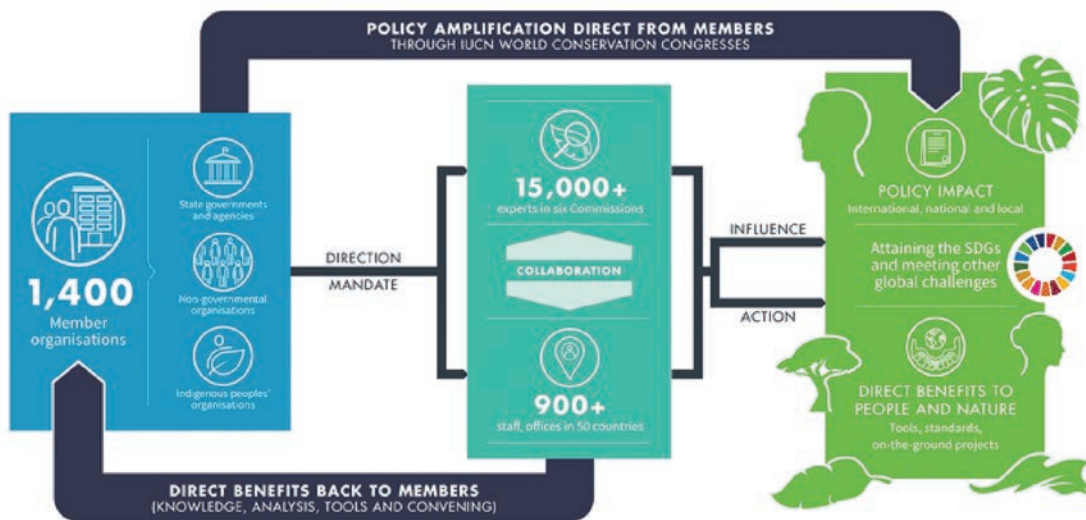 POLICY AMPLIFICATION DIRECT FROM MEMBERS
THROUGH IUCN WORLD CONSERVATION CONGRESSES
1,400
Member
organisations
State governments
and agencies
Non-governmental
organisations
Indigenous peoples'
organisations
DIRECTION
MANDATE
15,000+
experts in six Commissions
COLLABORATION
900+
staff, offices in 50 countries
INFLUENCE
ACTION
POLICY IMPACT
International, national and local
Attaining the SDGs
and meeting other
global challenges
DIRECT BENEFITS TO
PEOPLE AND NATURE
Tools, standards,
on-the-ground projects
DIRECT BENEFITS BACK TO MEMBERS
(KNOWLEDGE, ANALYSIS, TOOLS AND CONVENING)